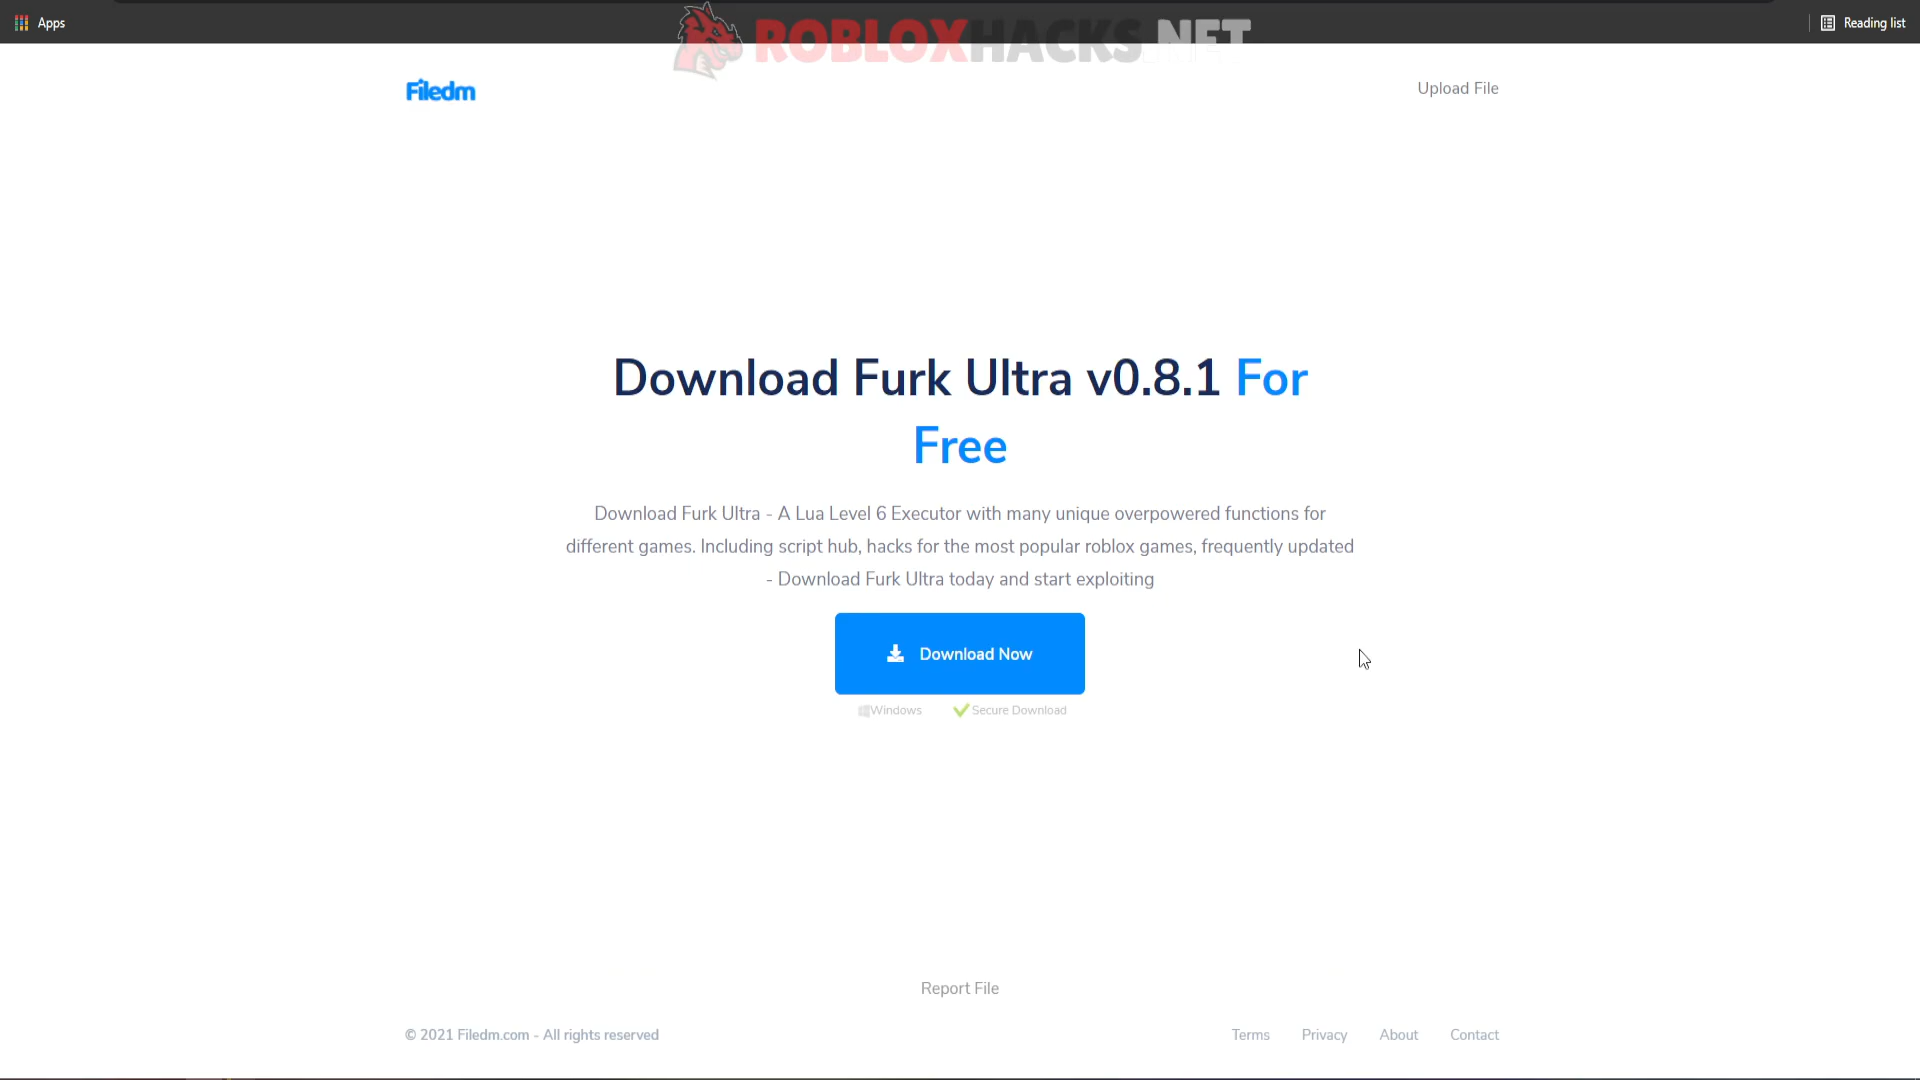 Apps
Reading list
ROBLOXHACKS.NET
Filedm
Upload File
Download Furk Ultra v0.8.1 For
Free
Download Furk Ultra - A Lua Level 6 Executor with many unique overpowered functions for
different games. Including script hub, hacks for the most popular roblox games, frequently updated
- Download Furk Ultra today and start exploiting
Download Now
Windows
Secure Download
Report File
© 2021 Filedm.com - All rights reserved
Terms
Privacy
About
Contact